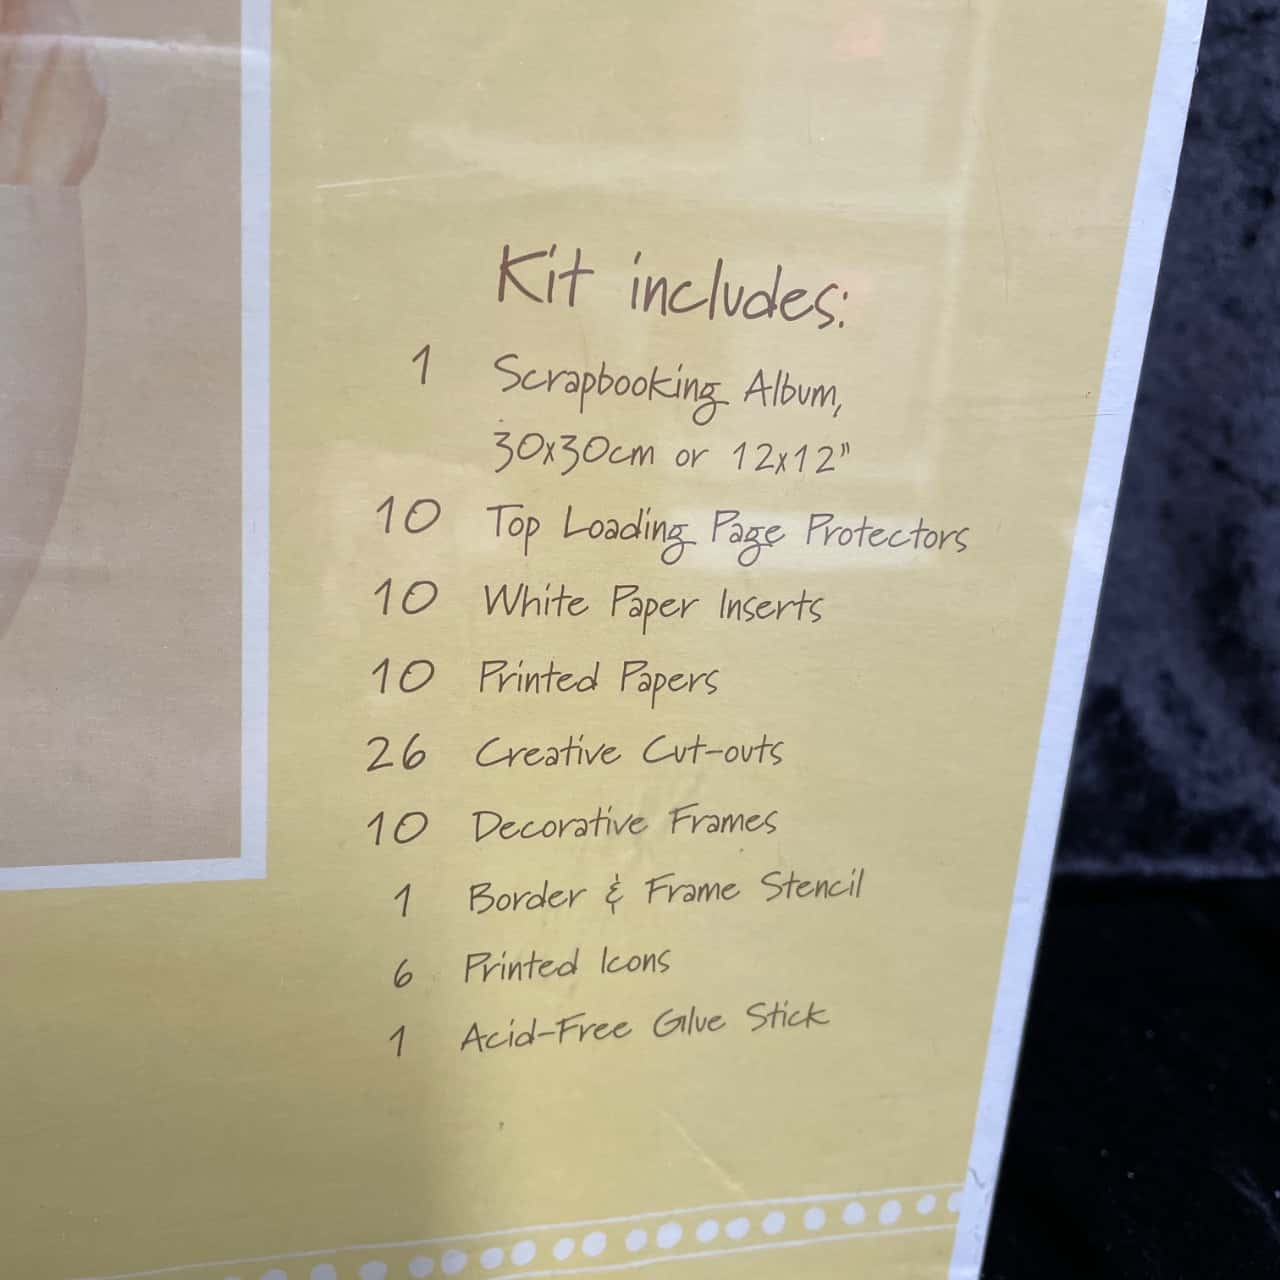 Kit includes:
1 Scrapbooking Album,
30x30cm or 12x12"
10 Top Loading Page Protectors
10 White Paper Inserts
10 Printed Papers
26 Creative Cut-outs
10 Decorative Frames
1 Border & Frame Stencil
6 Printed Icons
1 Acid-Free Glue Stick